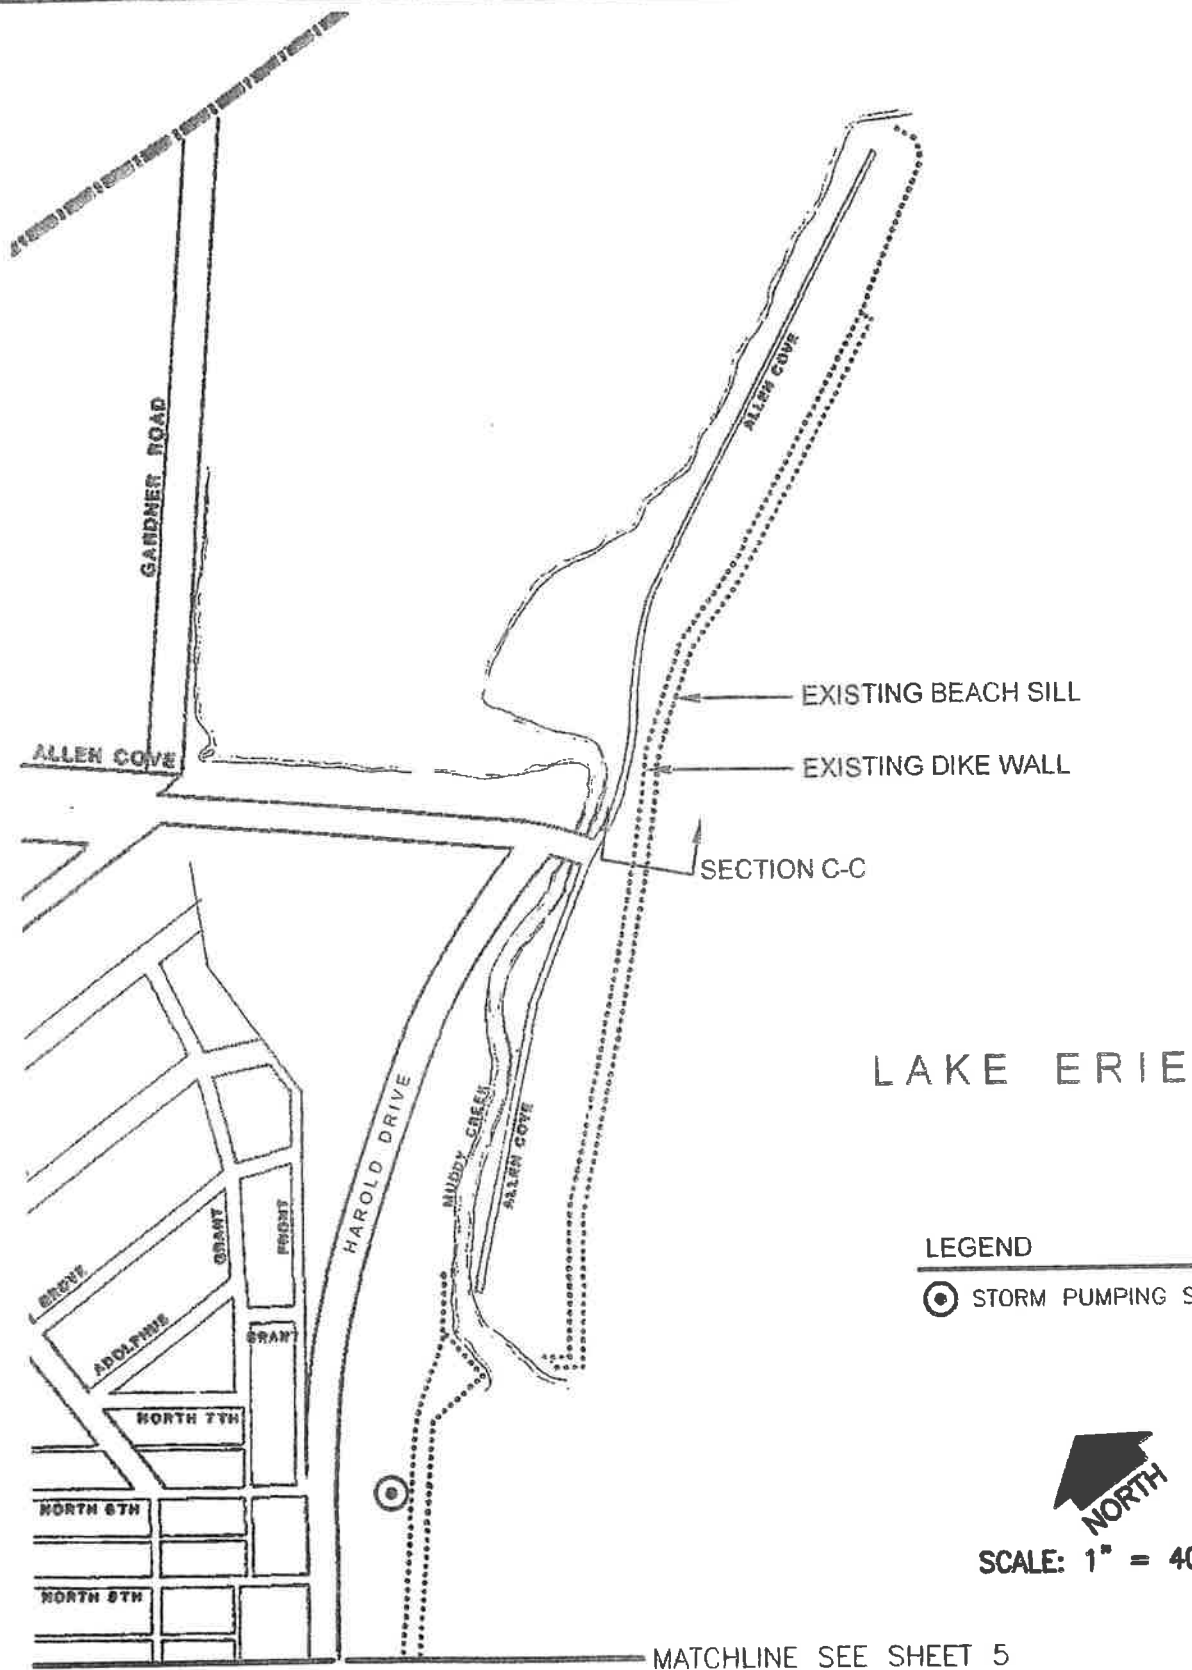 GARDNER ROAD
ALLEN COVE
ALLEN COVE
EXISTING BEACH SILL
EXISTING DIKE WALL
SECTION C-C
LAKE ERIE
HAROLD DRIVE
MUDDY CREEK
ALLEN COVE
GRANT
FRONT
GROVE
ADOLPHUS
GRANT
LEGEND
STORM PUMPING S
NORTH 7TH
NORTH 6TH
NORTH 5TH
NORTH
SCALE: 1" = 40
MATCHLINE SEE SHEET 5